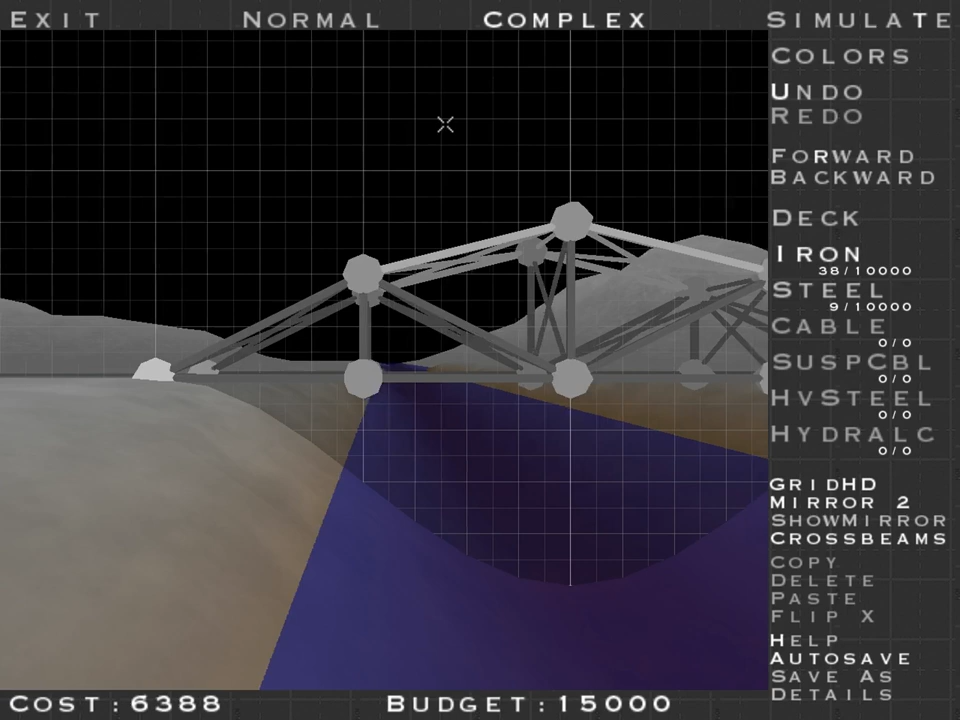 EXIT NORMAL COMPLEX SIMULATE
COLORS
UNDO
REDO
FORWARD
BACKWARD
DECK
IRON
38/10000
STEEL
9/10000
CABLE
0/0
SUSPCBL
0/0
HVSTEEL
0/0
HYDRALC
0/0
GRIDHD
MIRROR 2
SHOWMIRROR
CROSSBEAMS
COPY
DELETE
PASTE
FLIP X
HELP
AUTOSAVE
SAVE AS
DETAILS
COST:6388 BUDGET:15000